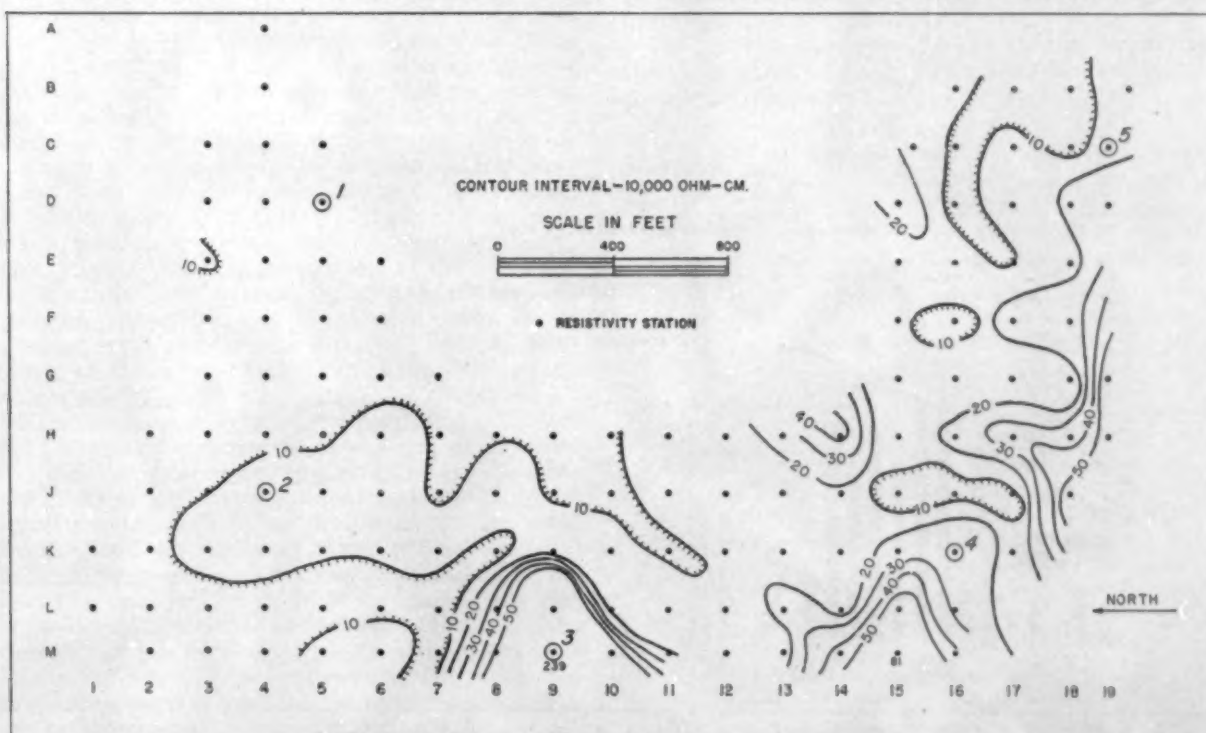 A
B
C
D
E
F
G
H
J
K
L
M
1 2 3 4 5 6 7 8 9 10 11 12 13 14 15 16 17 18 19
CONTOUR INTERVAL—10,000 OHM—CM.
SCALE IN FEET
0 400 800
RESISTIVITY STATION
NORTH
1
2
3
239
4
5
81
10
10
10
10
10
10
20
30
40
50
20
30
40
20
10
10
20
30
40
50
10
20
30
40
50